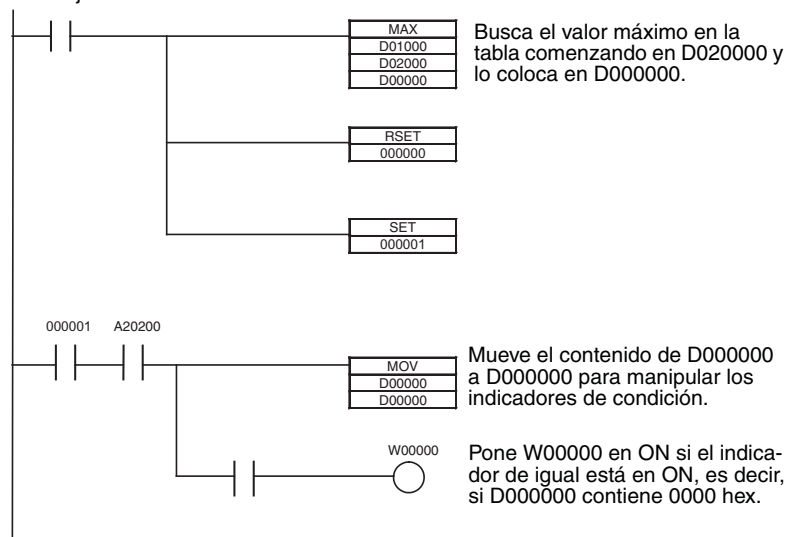 MAX
D01000
D02000
D00000
Busca el valor máximo en la
tabla comenzando en D020000 y
lo coloca en D000000.
RSET
000000
SET
000001
000001 A20200
MOV
D00000
D00000
Mueve el contenido de D000000
a D000000 para manipular los
indicadores de condición.
W00000
Pone W00000 en ON si el indica-
dor de igual está en ON, es decir,
si D000000 contiene 0000 hex.